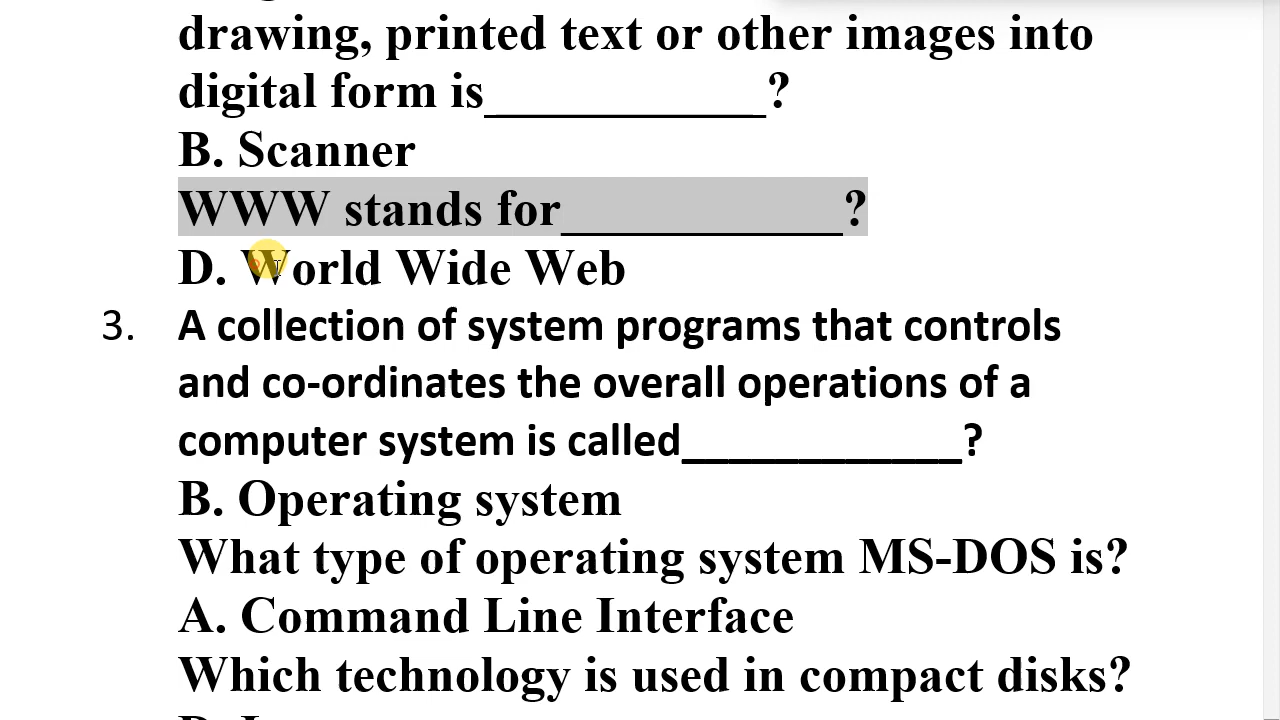 drawing, printed text or other images into
digital form is___________?
B. Scanner
WWW stands for___________?
D. World Wide Web
3. A collection of system programs that controls
and co-ordinates the overall operations of a
computer system is called____________?
B. Operating system
What type of operating system MS-DOS is?
A. Command Line Interface
Which technology is used in compact disks?